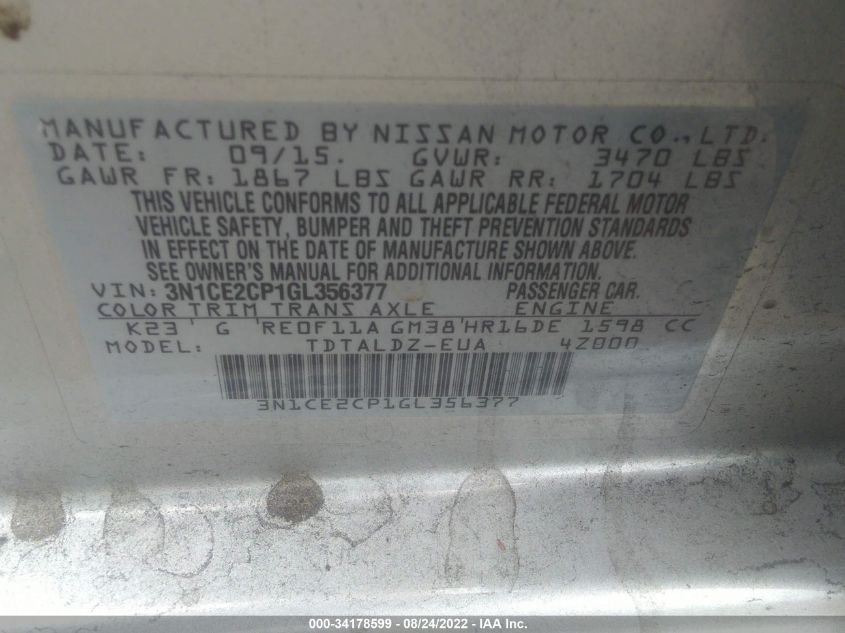 MANUFACTURED BY NISSAN MOTOR CO., LTD.
DATE: 09/15. GVWR: 3470 LBS
GAWR FR: 1867 LBS GAWR RR: 1704 LBS
THIS VEHICLE CONFORMS TO ALL APPLICABLE FEDERAL MOTOR
VEHICLE SAFETY, BUMPER AND THEFT PREVENTION STANDARDS
IN EFFECT ON THE DATE OF MANUFACTURE SHOWN ABOVE.
SEE OWNER'S MANUAL FOR ADDITIONAL INFORMATION.
VIN: 3N1CE2CP1GL356377 PASSENGER CAR.
COLOR TRIM TRANS AXLE ENGINE
K23 G RE0F11A GM38 HR16DE 1598 CC
MODEL: TDTALDZ-EUA 4Z000
3N1CE2CP1GL356377
000-34178599 / 08/24/2022 - IAA Inc.